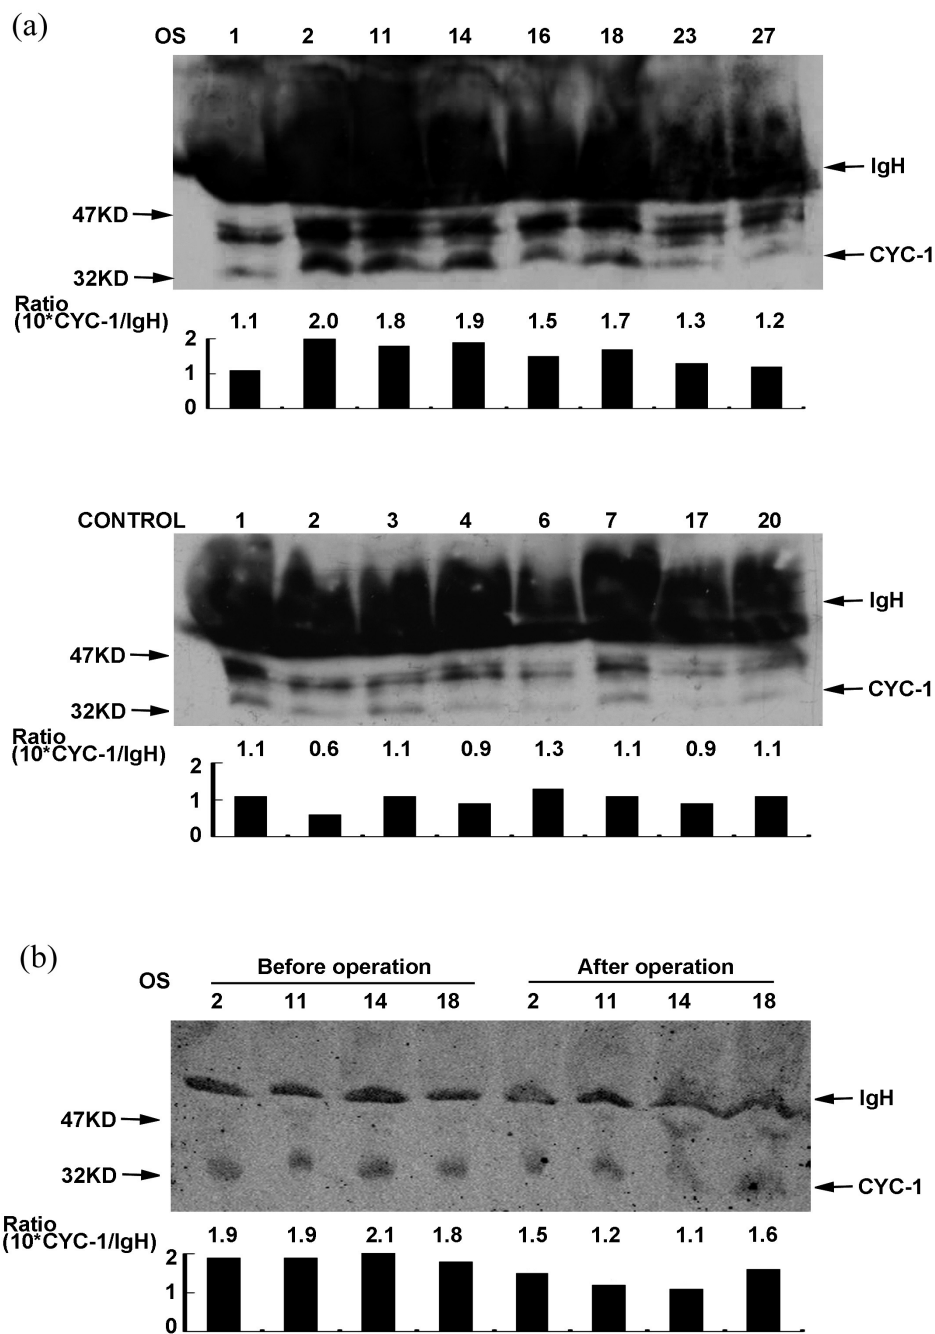 (a)
OS 1 2 11 14 16 18 23 27
IgH
47KD
CYC-1
32KD
Ratio
(10*CYC-1/IgH) 1.1 2.0 1.8 1.9 1.5 1.7 1.3 1.2
2
1
0
CONTROL 1 2 3 4 6 7 17 20
IgH
47KD
CYC-1
32KD
Ratio
(10*CYC-1/IgH) 1.1 0.6 1.1 0.9 1.3 1.1 0.9 1.1
2
1
0
(b)
Before operation After operation
OS
2 11 14 18 2 11 14 18
IgH
47KD
32KD
CYC-1
Ratio
(10*CYC-1/IgH) 1.9 1.9 2.1 1.8 1.5 1.2 1.1 1.6
2
1
0